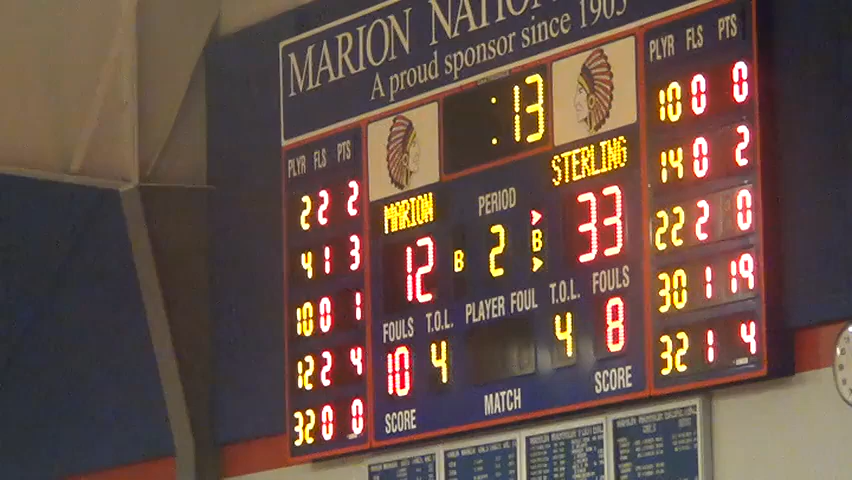 MARION NATION
A proud sponsor since 1905
:13
PLYR FLS PTS
2 2 2
4 1 3
10 0 1
12 2 4
32 0 0
MARION
12
PERIOD
B 2 B
STERLING
33
FOULS T.O.L. PLAYER FOUL T.O.L. FOULS
10 4 4 8
SCORE MATCH SCORE
PLYR FLS PTS
10 0 0
14 0 2
22 2 0
30 1 19
32 1 4